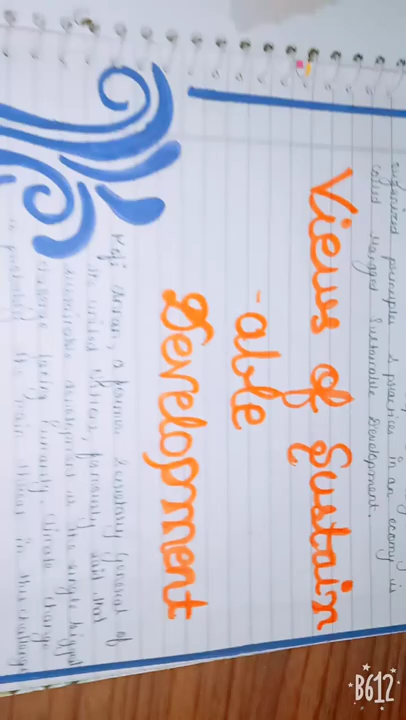 organized principles & practices in an economy is
called Sustainable Development.
Views of Sustain
-able
Development
Kofi Annan, a former Secretary General of
the United Nations, famously said that
sustainable development is the single biggest
challenge facing humanity. Climate change
is probably the main threat in this challenge
B612